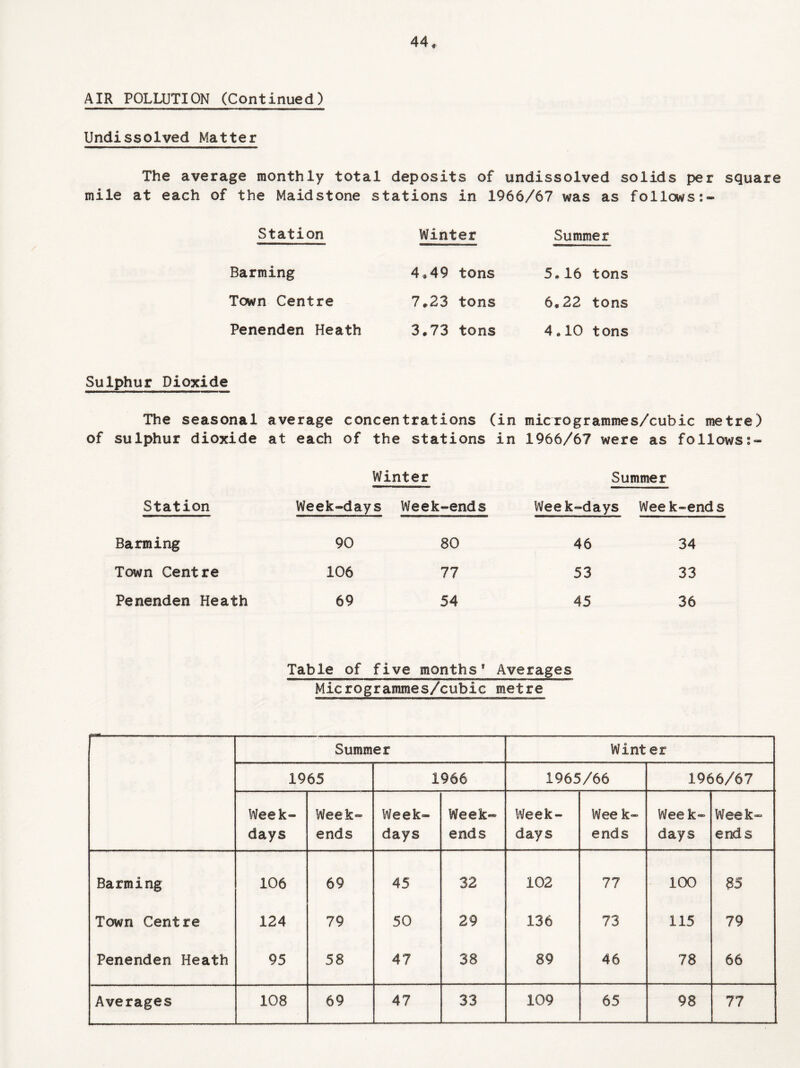 44.
AIR POLLUTION (Continued)
Undissolved Matter
The average monthly total deposits of undissolved solids per square
mile at each of the Maidstone stations in 1966/67 was as follows:-
Station Winter Summer
Barming 4.49 tons 5.16 tons
Town Centre 7.23 tons 6.22 tons
Penenden Heath 3.73 tons 4.10 tons
Sulphur Dioxide
The seasonal average concentrations (in microgrammes/cubic metre)
of sulphur dioxide at each of the stations in 1966/67 were as follows:-
Winter Summer
Station Week-days Week-ends Week-days Week-ends
Barming 90 80 46 34
Town Centre 106 77 53 33
Penenden Heath 69 54 45 36
Table of five months' Averages
Microgrammes/cubic metre
Summer Winter
1965 1966 1965/66 1966/67
Week- Week- Week- Week- Week- Week- Week- Week-
days ends days ends days ends days ends
Barming 106 69 45 32 102 77 100 85
Town Centre 124 79 50 29 136 73 115 79
Penenden Heath 95 58 47 38 89 46 78 66
Averages 108 69 47 33 109 65 98 77